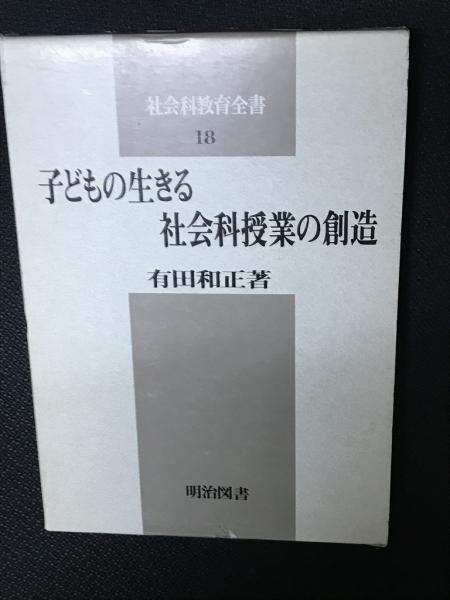 社会科教育全書
18
子どもの生きる
社会科授業の創造
有田和正著
明治図書